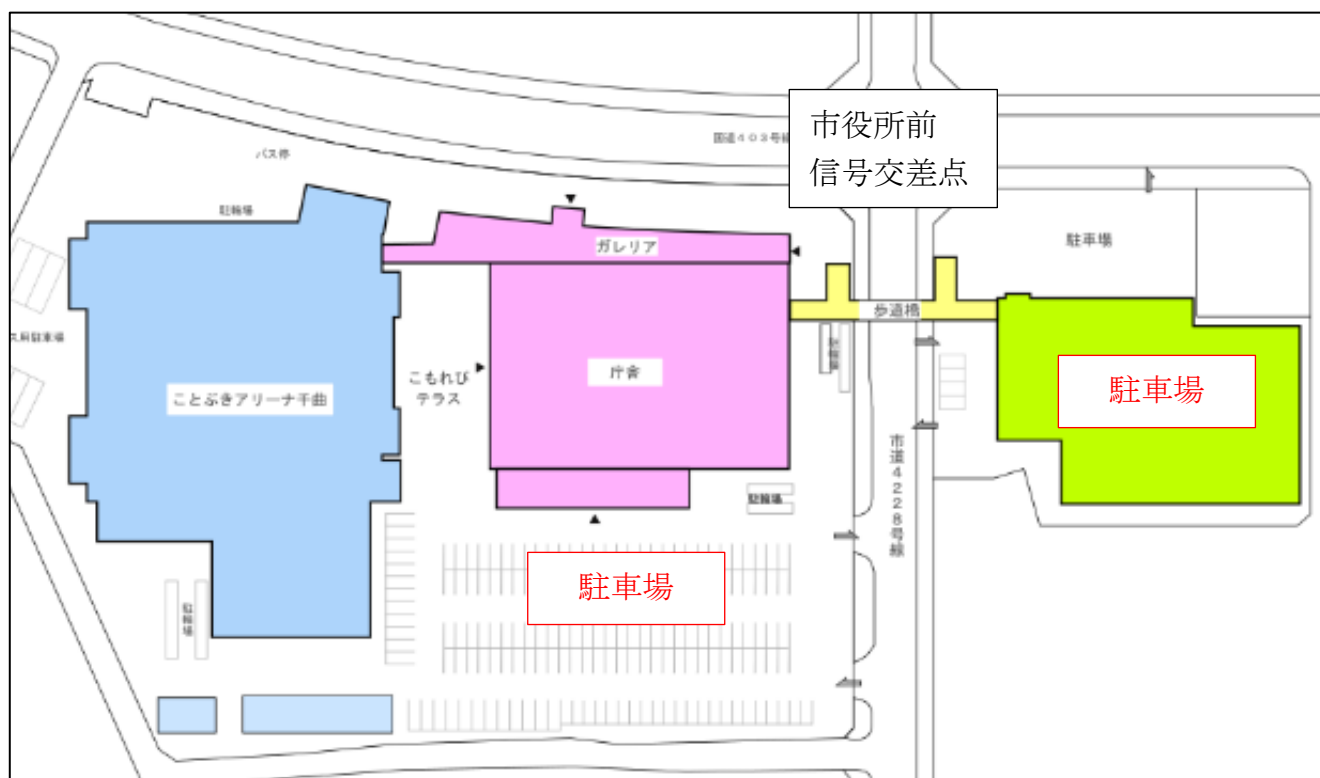 国道403号線
市役所前
信号交差点
バス停
駐輪場
ガレリア
駐車場
歩道橋
駐輪場
庁舎
こもれび
テラス
ことぶきアリーナ千曲
駐車場
市道4228号線
駐輪場
駐車場
駐輪場